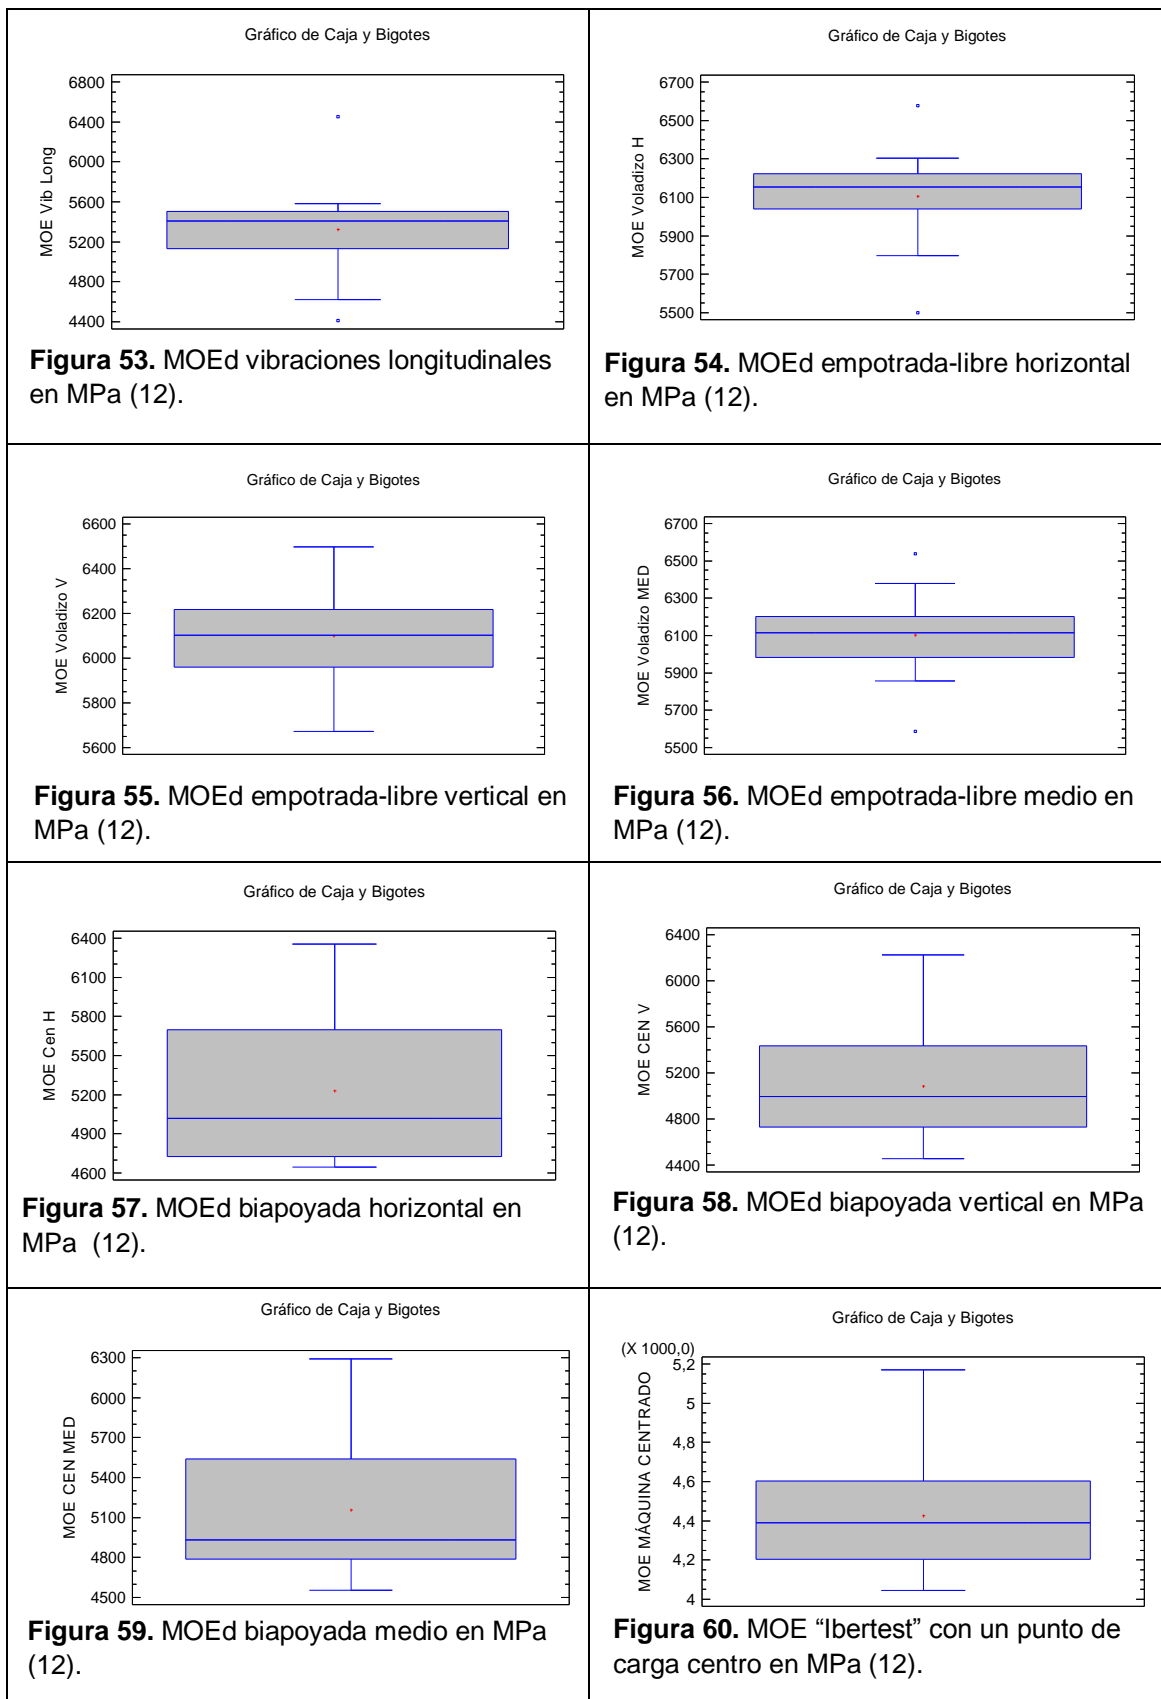 Gráfico de Caja y Bigotes
MOE Vib Long
6800
6400
6000
5600
5200
4800
4400
Figura 53. MOEd vibraciones longitudinales
en MPa (12).
Gráfico de Caja y Bigotes
MOE Voladizo H
6700
6500
6300
6100
5900
5700
5500
Figura 54. MOEd empotrada-libre horizontal
en MPa (12).
Gráfico de Caja y Bigotes
MOE Voladizo V
6600
6400
6200
6000
5800
5600
Figura 55. MOEd empotrada-libre vertical en
MPa (12).
Gráfico de Caja y Bigotes
MOE Voladizo MED
6700
6500
6300
6100
5900
5700
5500
Figura 56. MOEd empotrada-libre medio en
MPa (12).
Gráfico de Caja y Bigotes
MOE Cen H
6400
6100
5800
5500
5200
4900
4600
Figura 57. MOEd biapoyada horizontal en
MPa (12).
Gráfico de Caja y Bigotes
MOE CEN V
6400
6000
5600
5200
4800
4400
Figura 58. MOEd biapoyada vertical en MPa
(12).
Gráfico de Caja y Bigotes
MOE CEN MED
6300
6000
5700
5400
5100
4800
4500
Figura 59. MOEd biapoyada medio en MPa
(12).
Gráfico de Caja y Bigotes
(X 1000,0)
MOE MÁQUINA CENTRADO
5,2
5
4,8
4,6
4,4
4,2
4
Figura 60. MOE “Ibertest” con un punto de
carga centro en MPa (12).